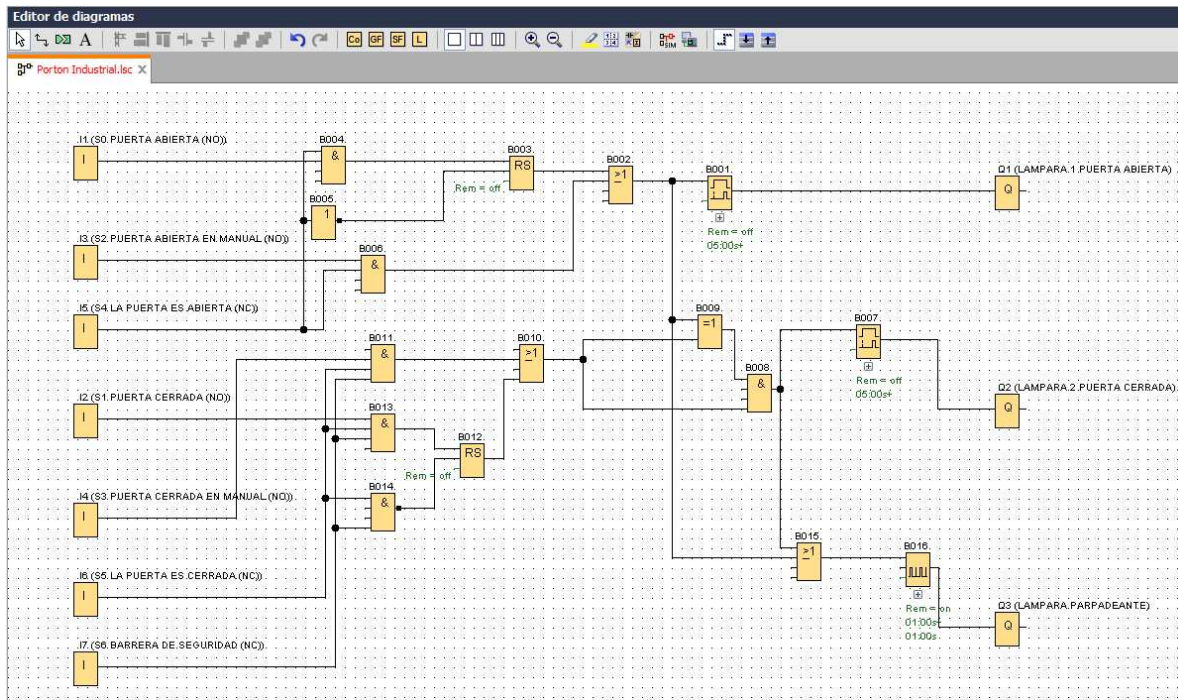 Editor de diagramas
A
Co GF SF L
Porton Industrial.lsc X
I1 (S0.PUERTA ABIERTA (NO))
I
B004
&
B003
RS
Rem = off
B002
>1
B001
Rem = off
05:00s+
Q1 (LAMPARA.1.PUERTA ABIERTA)
Q
B005
1
I3 (S2.PUERTA ABIERTA EN MANUAL (NO))
I
B006
&
I5 (S4.LA PUERTA ES ABIERTA (NC))
I
B009
=1
B007
Rem = off
05:00s+
B011
&
B010
>1
B008
&
Q2 (LAMPARA.2.PUERTA CERRADA)
Q
I2 (S1.PUERTA CERRADA (NO))
I
B013
&
B012
RS
Rem = off
I4 (S3.PUERTA CERRADA EN MANUAL (NO))
I
B014
&
B015
>1
B016
Rem = on
01:00s+
01:00s
I6 (S5.LA PUERTA ES CERRADA (NC))
I
Q3 (LAMPARA.PARPADEANTE)
Q
I7 (S6.BARRERA DE SEGURIDAD (NC))
I